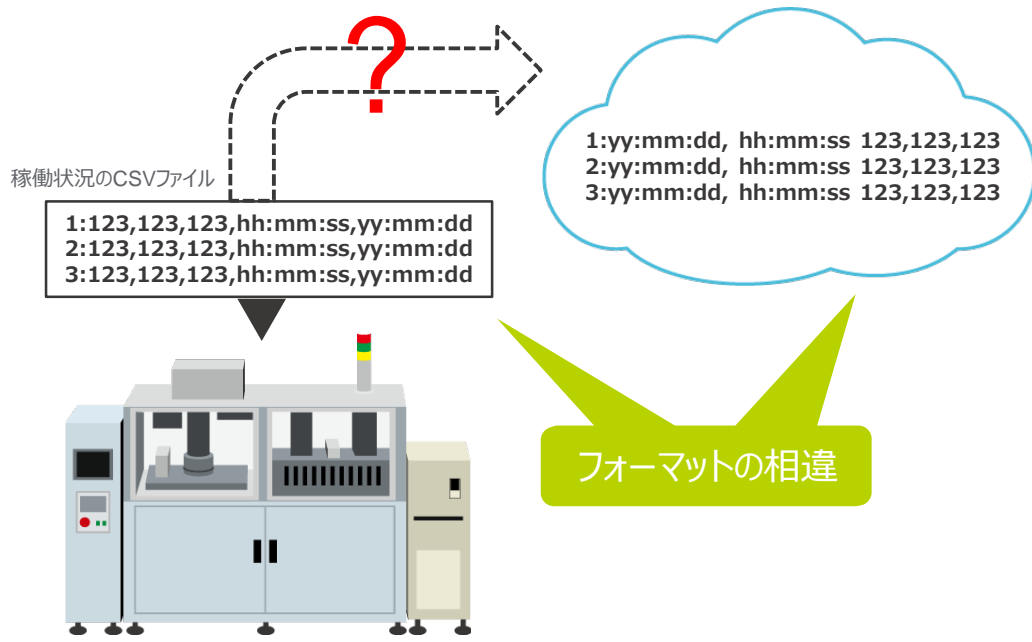 ?
1:yy:mm:dd, hh:mm:ss 123,123,123
2:yy:mm:dd, hh:mm:ss 123,123,123
3:yy:mm:dd, hh:mm:ss 123,123,123
稼働状況のCSVファイル
1:123,123,123,hh:mm:ss,yy:mm:dd
2:123,123,123,hh:mm:ss,yy:mm:dd
3:123,123,123,hh:mm:ss,yy:mm:dd
フォーマットの相違